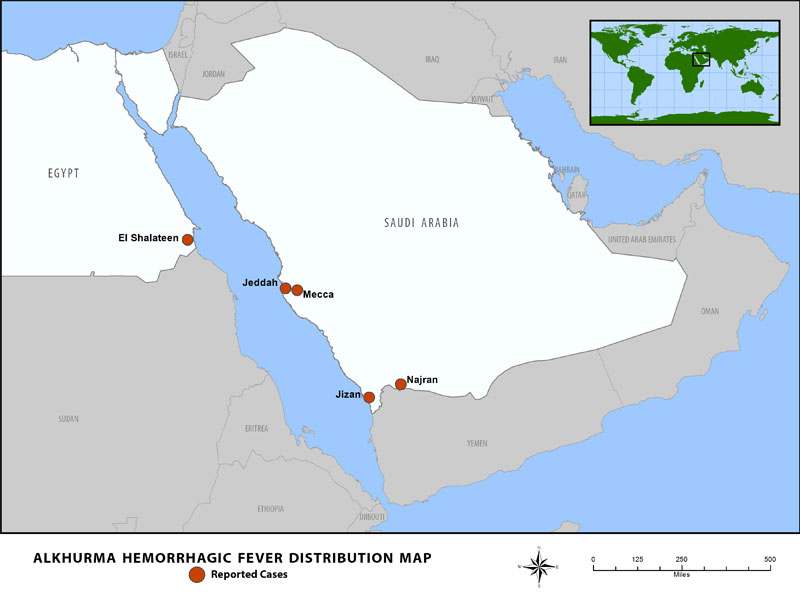 ISRAEL
JORDAN
IRAQ
IRAN
KUWAIT
EGYPT
BAHRAIN
QATAR
SAUDI ARABIA
El Shalateen
UNITED ARAB EMIRATES
Jeddah
Mecca
OMAN
Najran
Jizan
SUDAN
ERITREA
YEMEN
ETHIOPIA
DJIBOUTI
ALKHURMA HEMORRHAGIC FEVER DISTRIBUTION MAP
Reported Cases
N
W
E
S
0 125 250 500
Miles